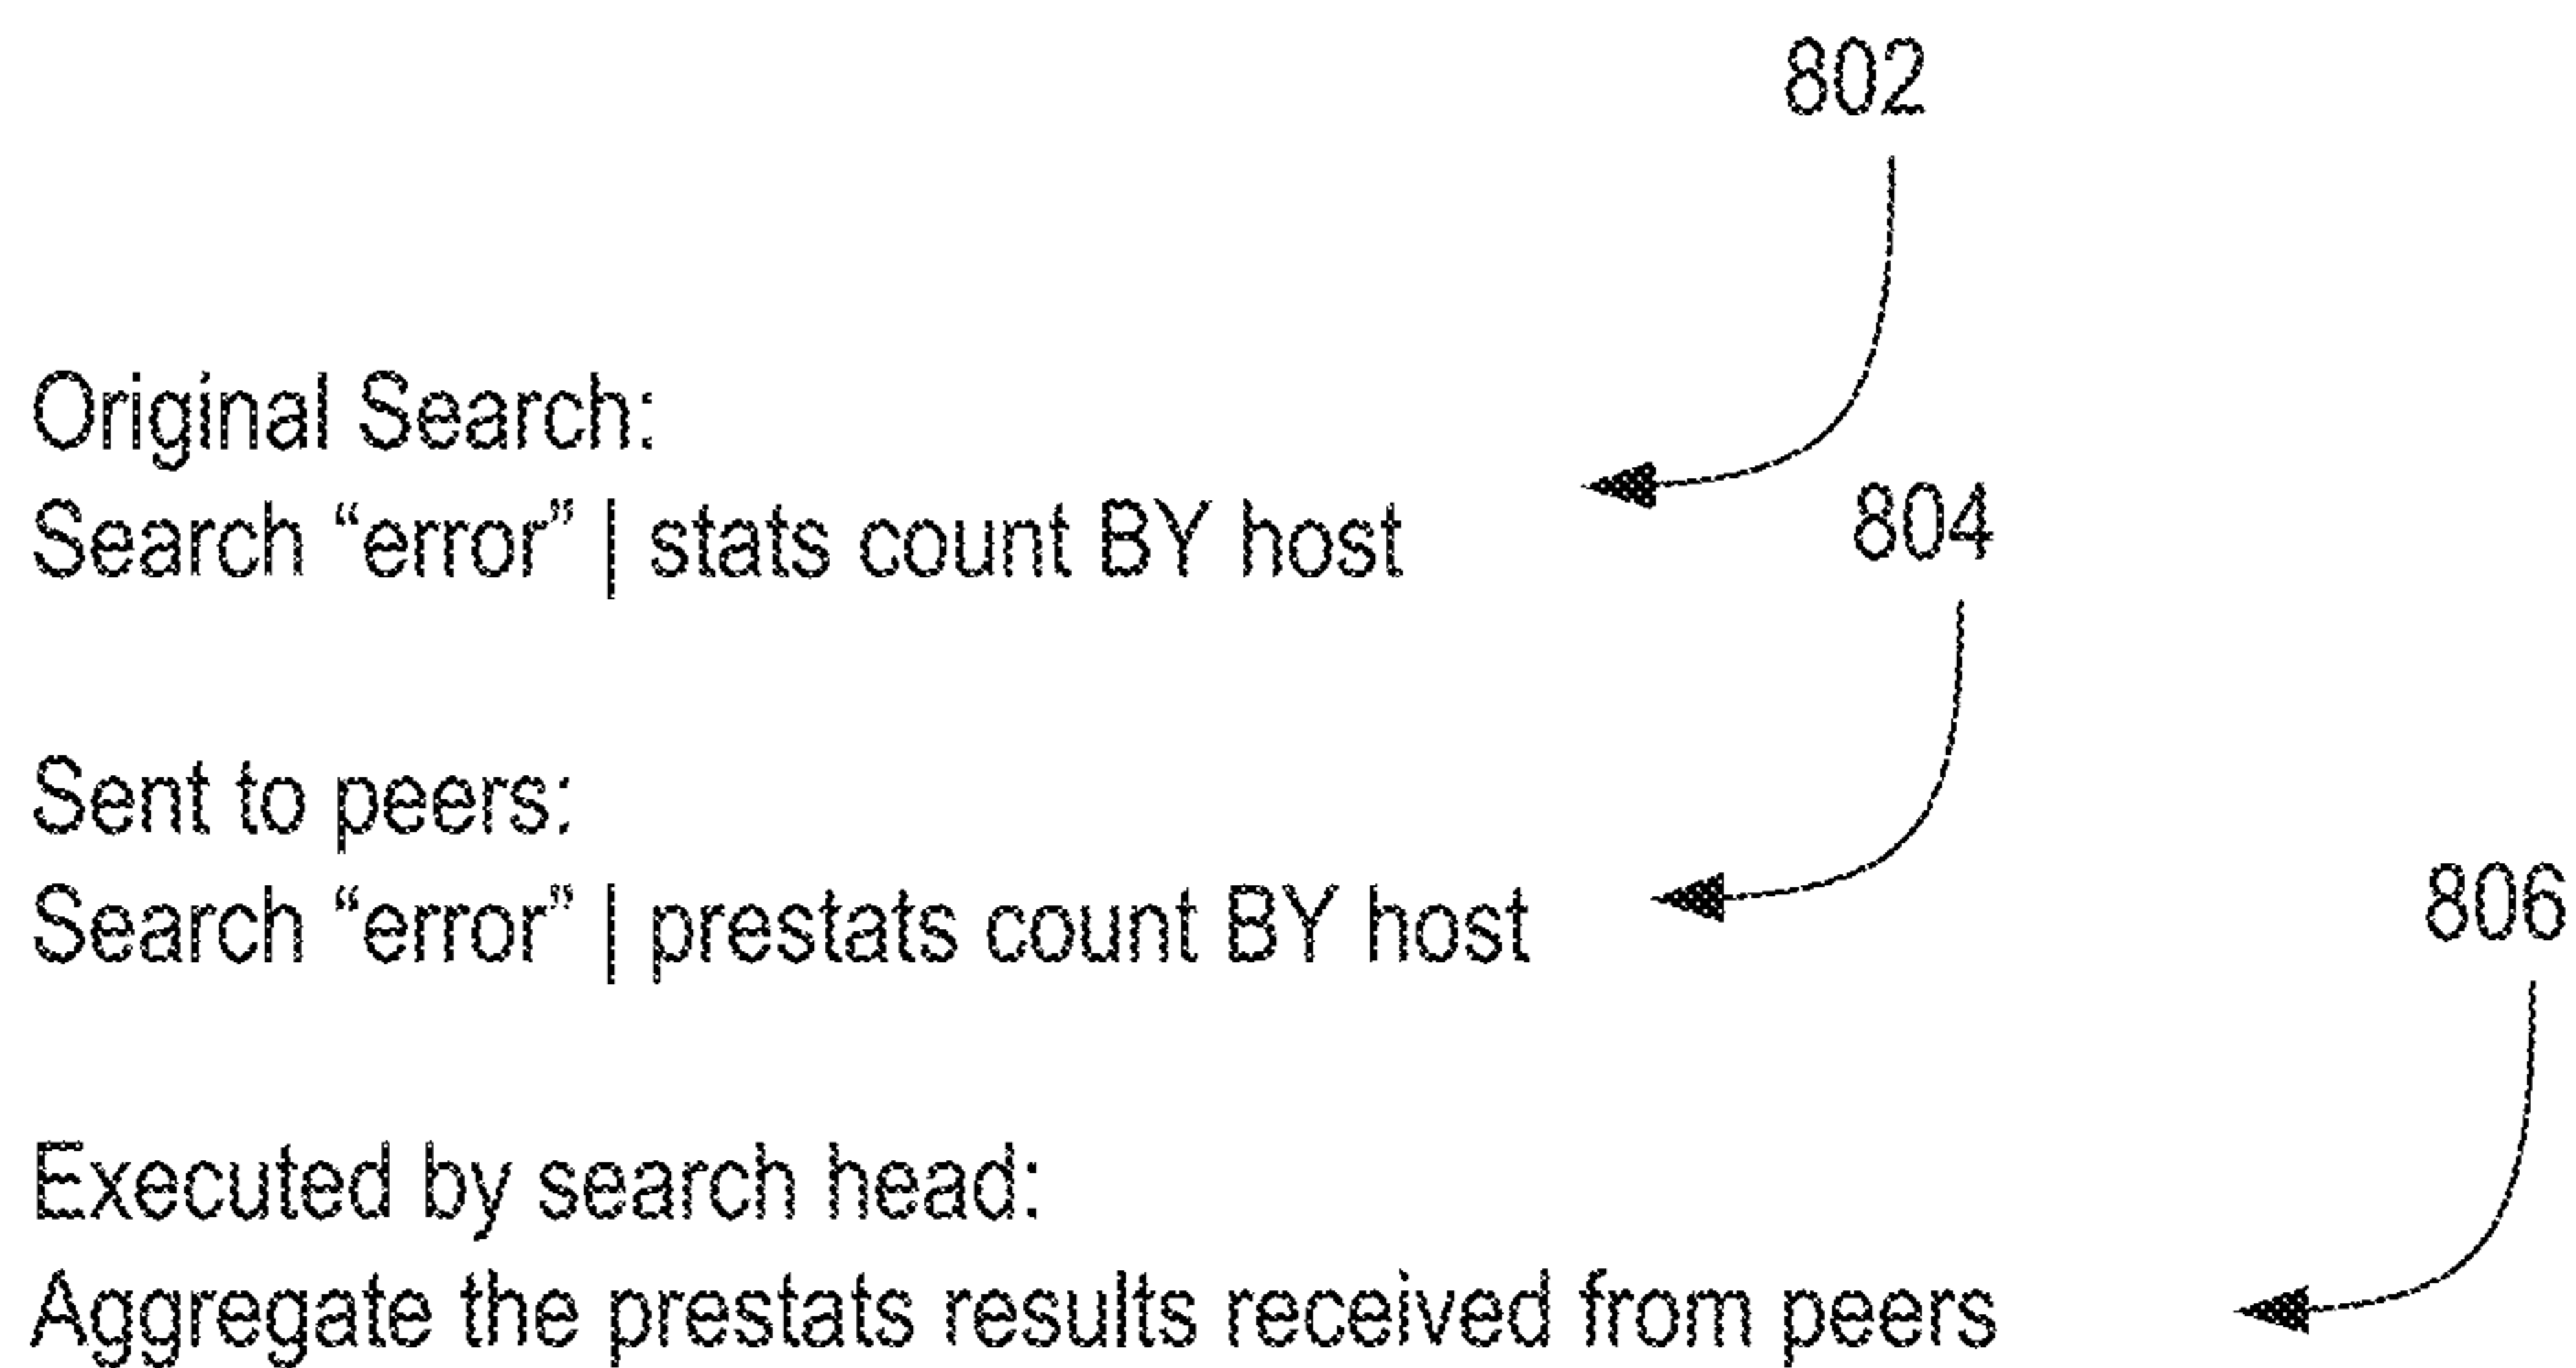 802
Original Search:
Search “error” | stats count BY host
804
Sent to peers:
Search “error” | prestats count BY host
806
Executed by search head:
Aggregate the prestats results received from peers